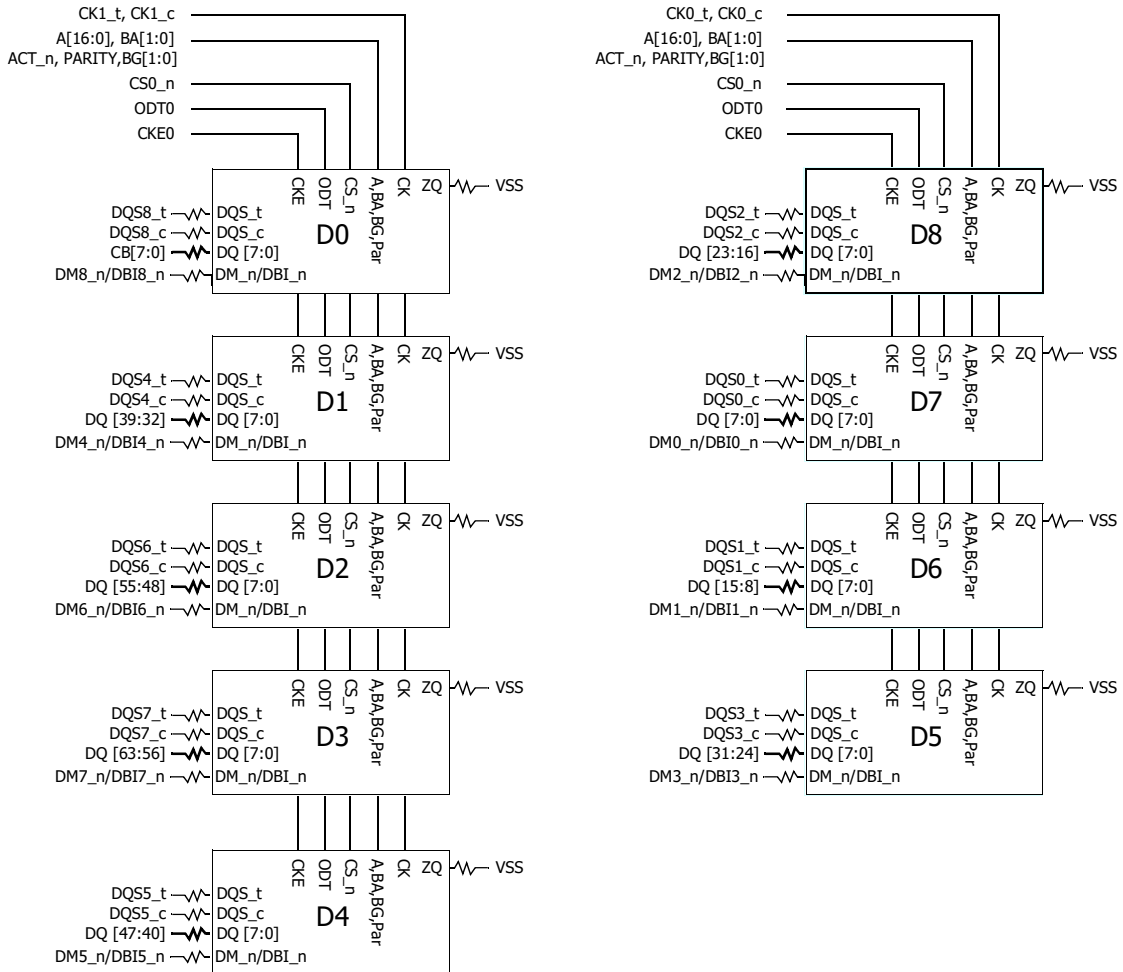 CK1_t, CK1_c
A[16:0], BA[1:0]
ACT_n, PARITY,BG[1:0]
CS0_n
ODT0
CKE0
CKE
ODT
CS_n
A,BA,BG,Par
CK
ZQ
VSS
DQS8_t
DQS_t
DQS8_c
DQS_c
D0
CB[7:0]
DQ [7:0]
DM8_n/DBI8_n
DM_n/DBI_n
CKE
ODT
CS_n
A,BA,BG,Par
CK
ZQ
VSS
DQS4_t
DQS_t
DQS4_c
DQS_c
D1
DQ [39:32]
DQ [7:0]
DM4_n/DBI4_n
DM_n/DBI_n
CKE
ODT
CS_n
A,BA,BG,Par
CK
ZQ
VSS
DQS6_t
DQS_t
DQS6_c
DQS_c
D2
DQ [55:48]
DQ [7:0]
DM6_n/DBI6_n
DM_n/DBI_n
CKE
ODT
CS_n
A,BA,BG,Par
CK
ZQ
VSS
DQS7_t
DQS_t
DQS7_c
DQS_c
D3
DQ [63:56]
DQ [7:0]
DM7_n/DBI7_n
DM_n/DBI_n
CKE
ODT
CS_n
A,BA,BG,Par
CK
ZQ
VSS
DQS5_t
DQS_t
DQS5_c
DQS_c
D4
DQ [47:40]
DQ [7:0]
DM5_n/DBI5_n
DM_n/DBI_n
CK0_t, CK0_c
A[16:0], BA[1:0]
ACT_n, PARITY,BG[1:0]
CS0_n
ODT0
CKE0
CKE
ODT
CS_n
A,BA,BG,Par
CK
ZQ
VSS
DQS2_t
DQS_t
DQS2_c
DQS_c
D8
DQ [23:16]
DQ [7:0]
DM2_n/DBI2_n
DM_n/DBI_n
CKE
ODT
CS_n
A,BA,BG,Par
CK
ZQ
VSS
DQS0_t
DQS_t
DQS0_c
DQS_c
D7
DQ [7:0]
DQ [7:0]
DM0_n/DBI0_n
DM_n/DBI_n
CKE
ODT
CS_n
A,BA,BG,Par
CK
ZQ
VSS
DQS1_t
DQS_t
DQS1_c
DQS_c
D6
DQ [15:8]
DQ [7:0]
DM1_n/DBI1_n
DM_n/DBI_n
CKE
ODT
CS_n
A,BA,BG,Par
CK
ZQ
VSS
DQS3_t
DQS_t
DQS3_c
DQS_c
D5
DQ [31:24]
DQ [7:0]
DM3_n/DBI3_n
DM_n/DBI_n